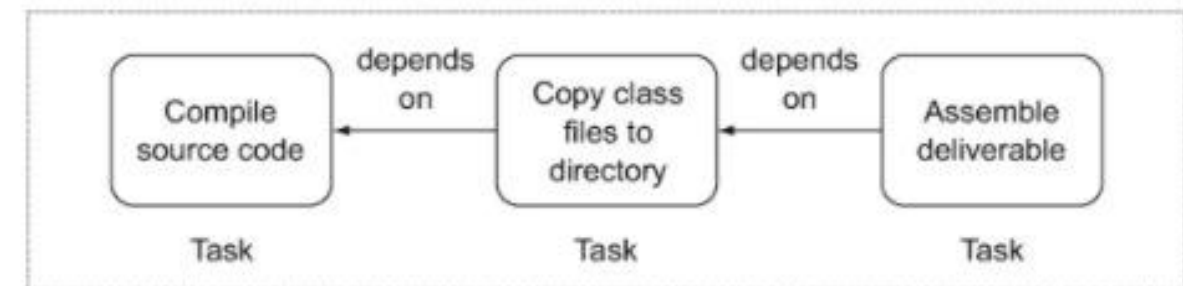 depends
on
depends
on
Compile
source code
Copy class
files to
directory
Assemble
deliverable
Task
Task
Task